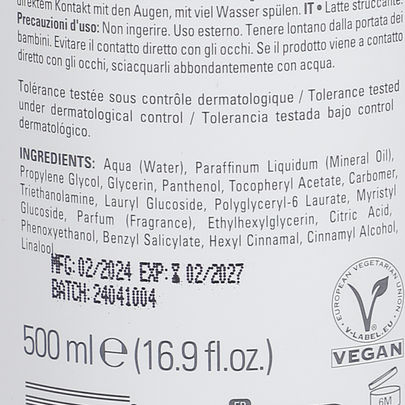 direktem Kontakt mit den Augen, mit viel Wasser spülen. IT • Latte struccante.
Precauzioni d'uso: Non ingerire. Uso esterno. Tenere lontano dalla portata dei
bambini. Evitare il contatto diretto con gli occhi. Se il prodotto viene a contatto
diretto con gli occhi, sciacquarli abbondantemente con acqua.
Tolérance testée sous contrôle dermatologique / Tolerance tested
under dermatological control / Tolerancia testada bajo control
dermatológico.
INGREDIENTS: Aqua (Water), Paraffinum Liquidum (Mineral Oil),
Propylene Glycol, Glycerin, Panthenol, Tocopheryl Acetate, Carbomer,
Triethanolamine, Lauryl Glucoside, Polyglyceryl-6 Laurate, Myristyl
Glucoside, Parfum (Fragrance), Ethylhexylglycerin, Citric Acid,
Phenoxyethanol, Benzyl Salicylate, Hexyl Cinnamal, Cinnamyl Alcohol,
Linalool.
MFG:02/2024 EXP:⧗ 02/2027
BATCH:24041004
EUROPEAN VEGETARIAN UNION
• V-LABEL.EU •
VEGAN
500 ml ℮ (16.9 fl.oz.)
6M